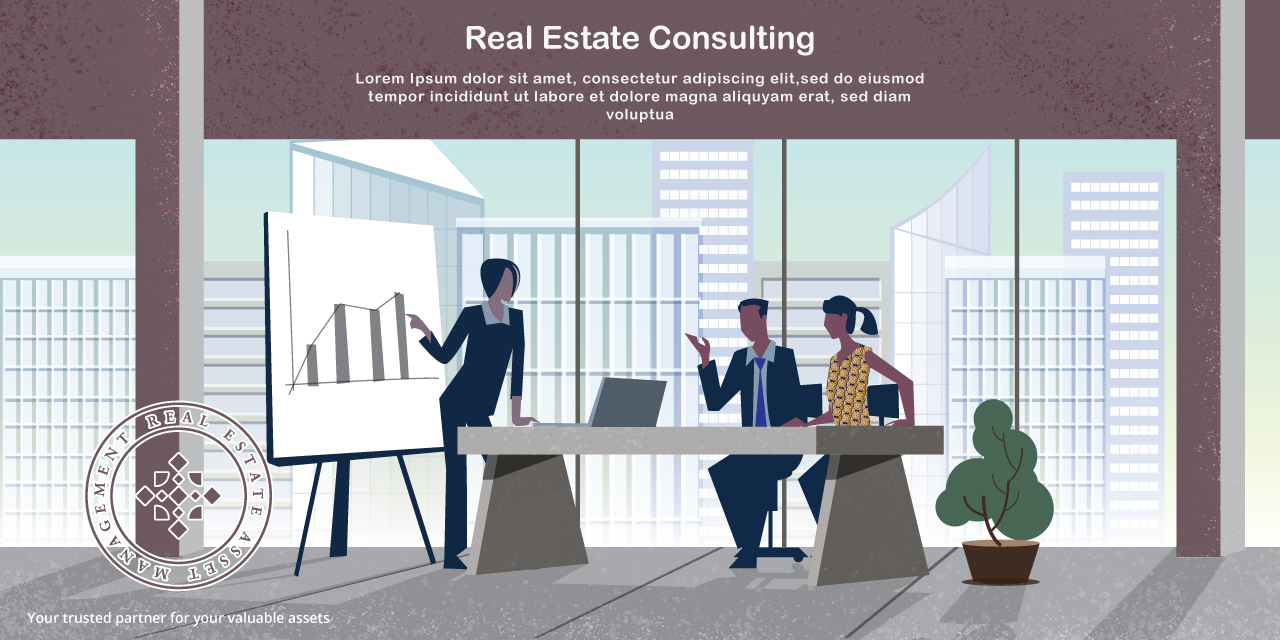 Real Estate Consulting
Lorem Ipsum dolor sit amet, consectetur adipiscing elit,sed do eiusmod
tempor incididunt ut labore et dolore magna aliquyam erat, sed diam
voluptua
REAL ESTATE ASSET MANAGEMENT
Your trusted partner for your valuable assets